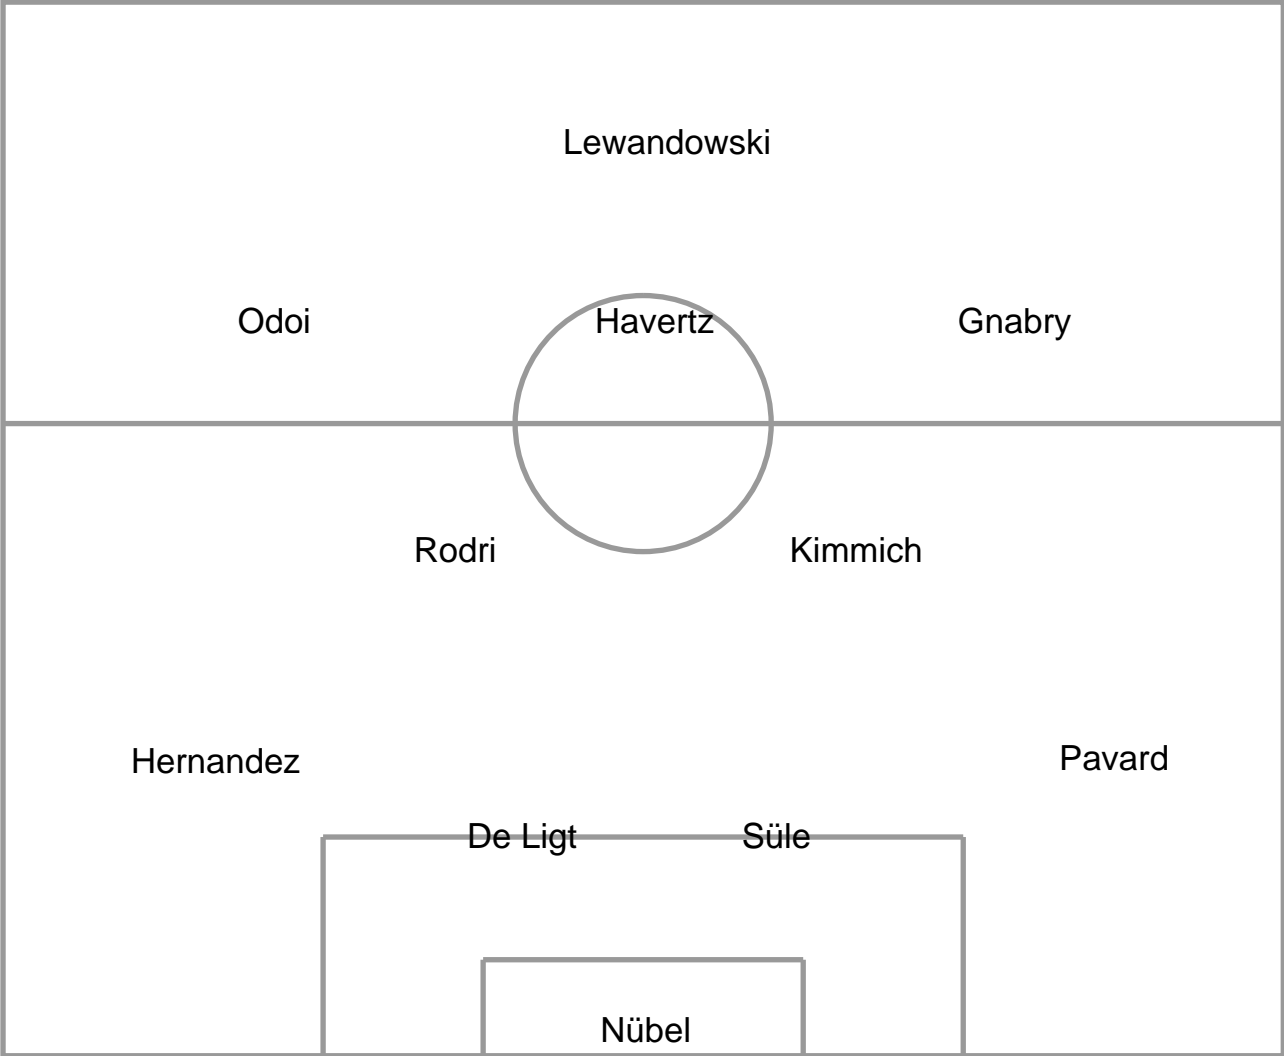 Lewandowski
Odoi Havertz Gnabry
Rodri Kimmich
Hernandez Pavard
De Ligt Süle
Nübel